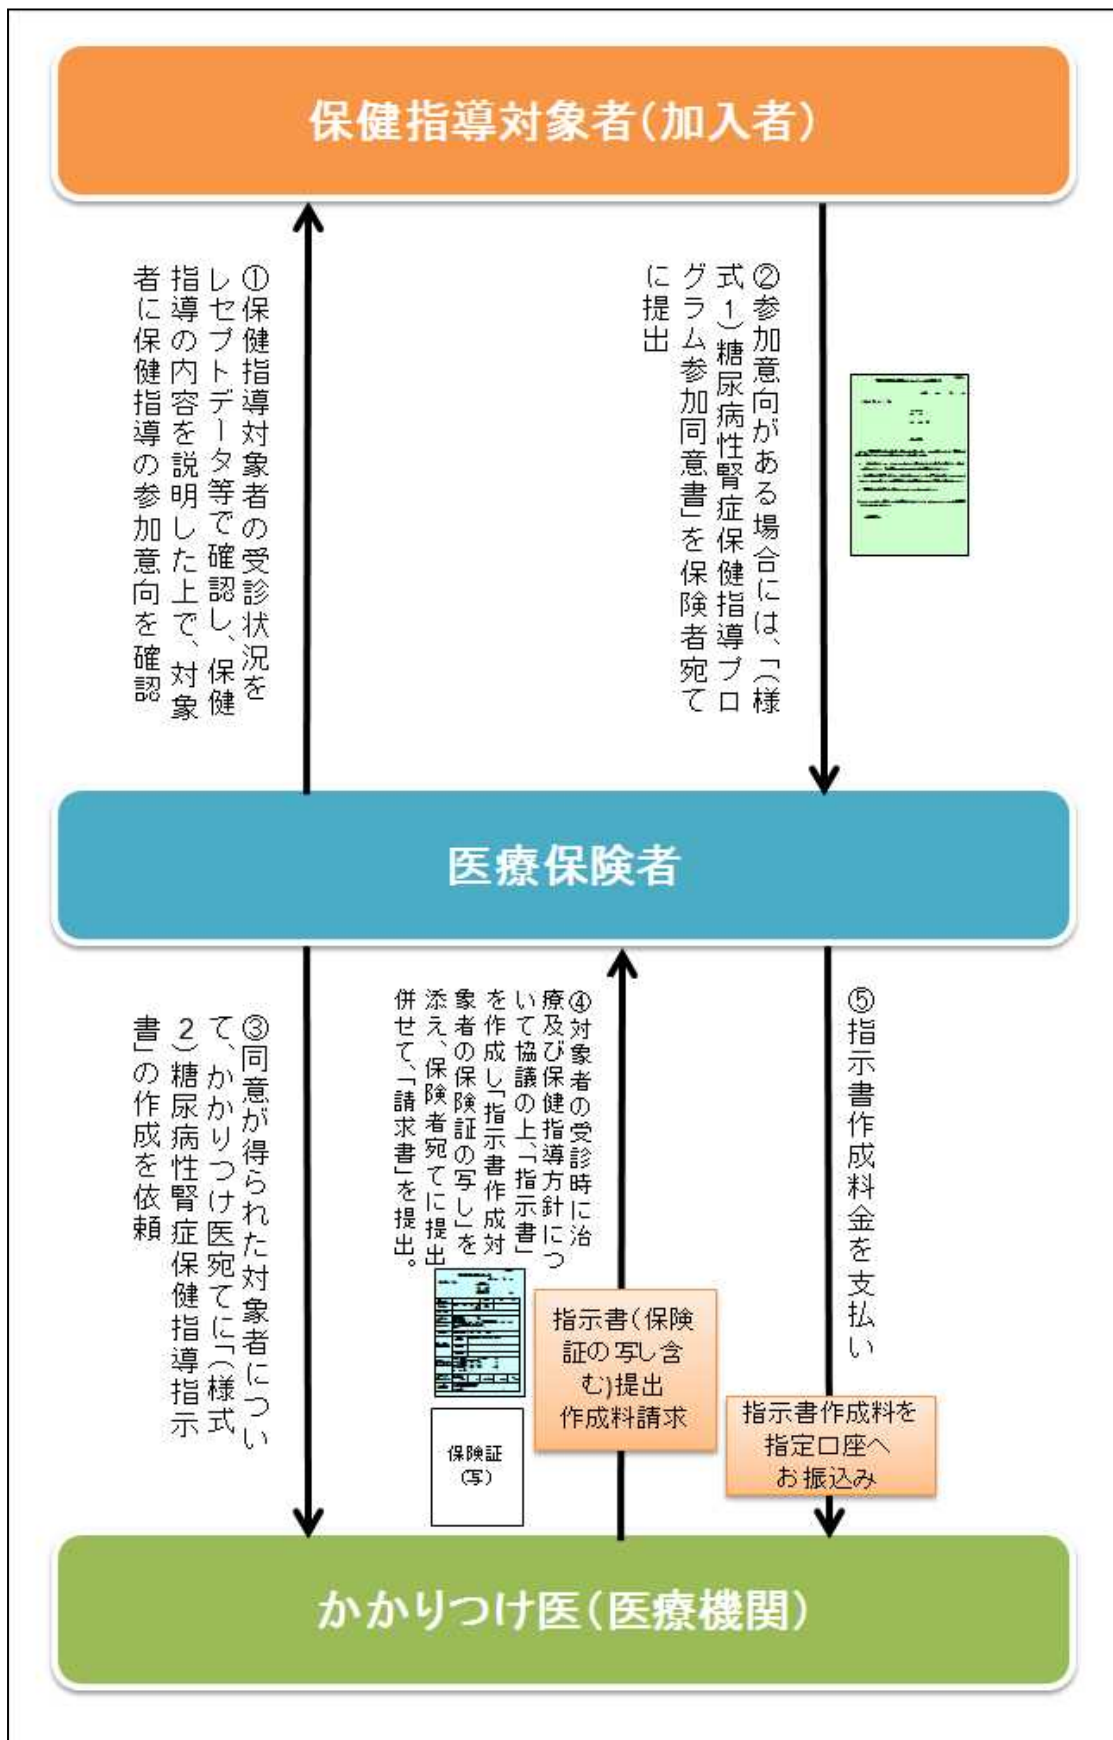 保健指導対象者(加入者)
①保健指導対象者の受診状況を
レセプトデータ等で確認し、保健
指導の内容を説明した上で、対象
者に保健指導の参加意向を確認
②参加意向がある場合には、「(様
式1)糖尿病性腎症保健指導プロ
グラム参加同意書」を保険者宛て
に提出
医療保険者
③同意が得られた対象者につい
て、かかりつけ医宛てに「(様式
2)糖尿病性腎症保健指導指示
書」の作成を依頼
④対象者の受診時に治
療及び保健指導方針につ
いて協議の上、「指示書」
を作成し「指示書作成対
象者の保険証の写し」を
添え、保険者宛てに提出
併せて、「請求書」を提出。
保険証
(写)
指示書(保険
証の写し含
む)提出
作成料請求
⑤指示書作成料金を支払い
指示書作成料を
指定口座へ
お振込み
かかりつけ医(医療機関)